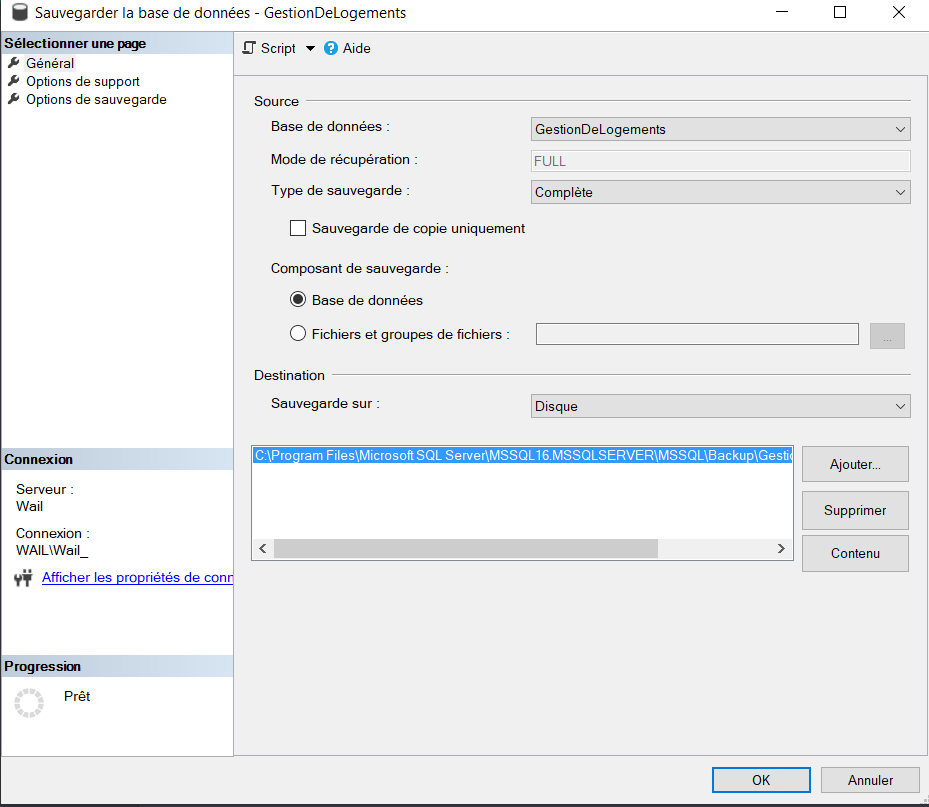 Sauvegarder la base de données - GestionDeLogements
Sélectionner une page
Général
Options de support
Options de sauvegarde
Script
Aide
Source
Base de données :
GestionDeLogements
Mode de récupération :
FULL
Type de sauvegarde :
Complète
Sauvegarde de copie uniquement
Composant de sauvegarde :
Base de données
Fichiers et groupes de fichiers :
...
Destination
Sauvegarde sur :
Disque
C:\Program Files\Microsoft SQL Server\MSSQL16.MSSQLSERVER\MSSQL\Backup\Gestic
Ajouter...
Supprimer
Contenu
Connexion
Serveur :
Wail
Connexion :
WAIL\Wail_
Afficher les propriétés de conn
Progression
Prêt
OK
Annuler